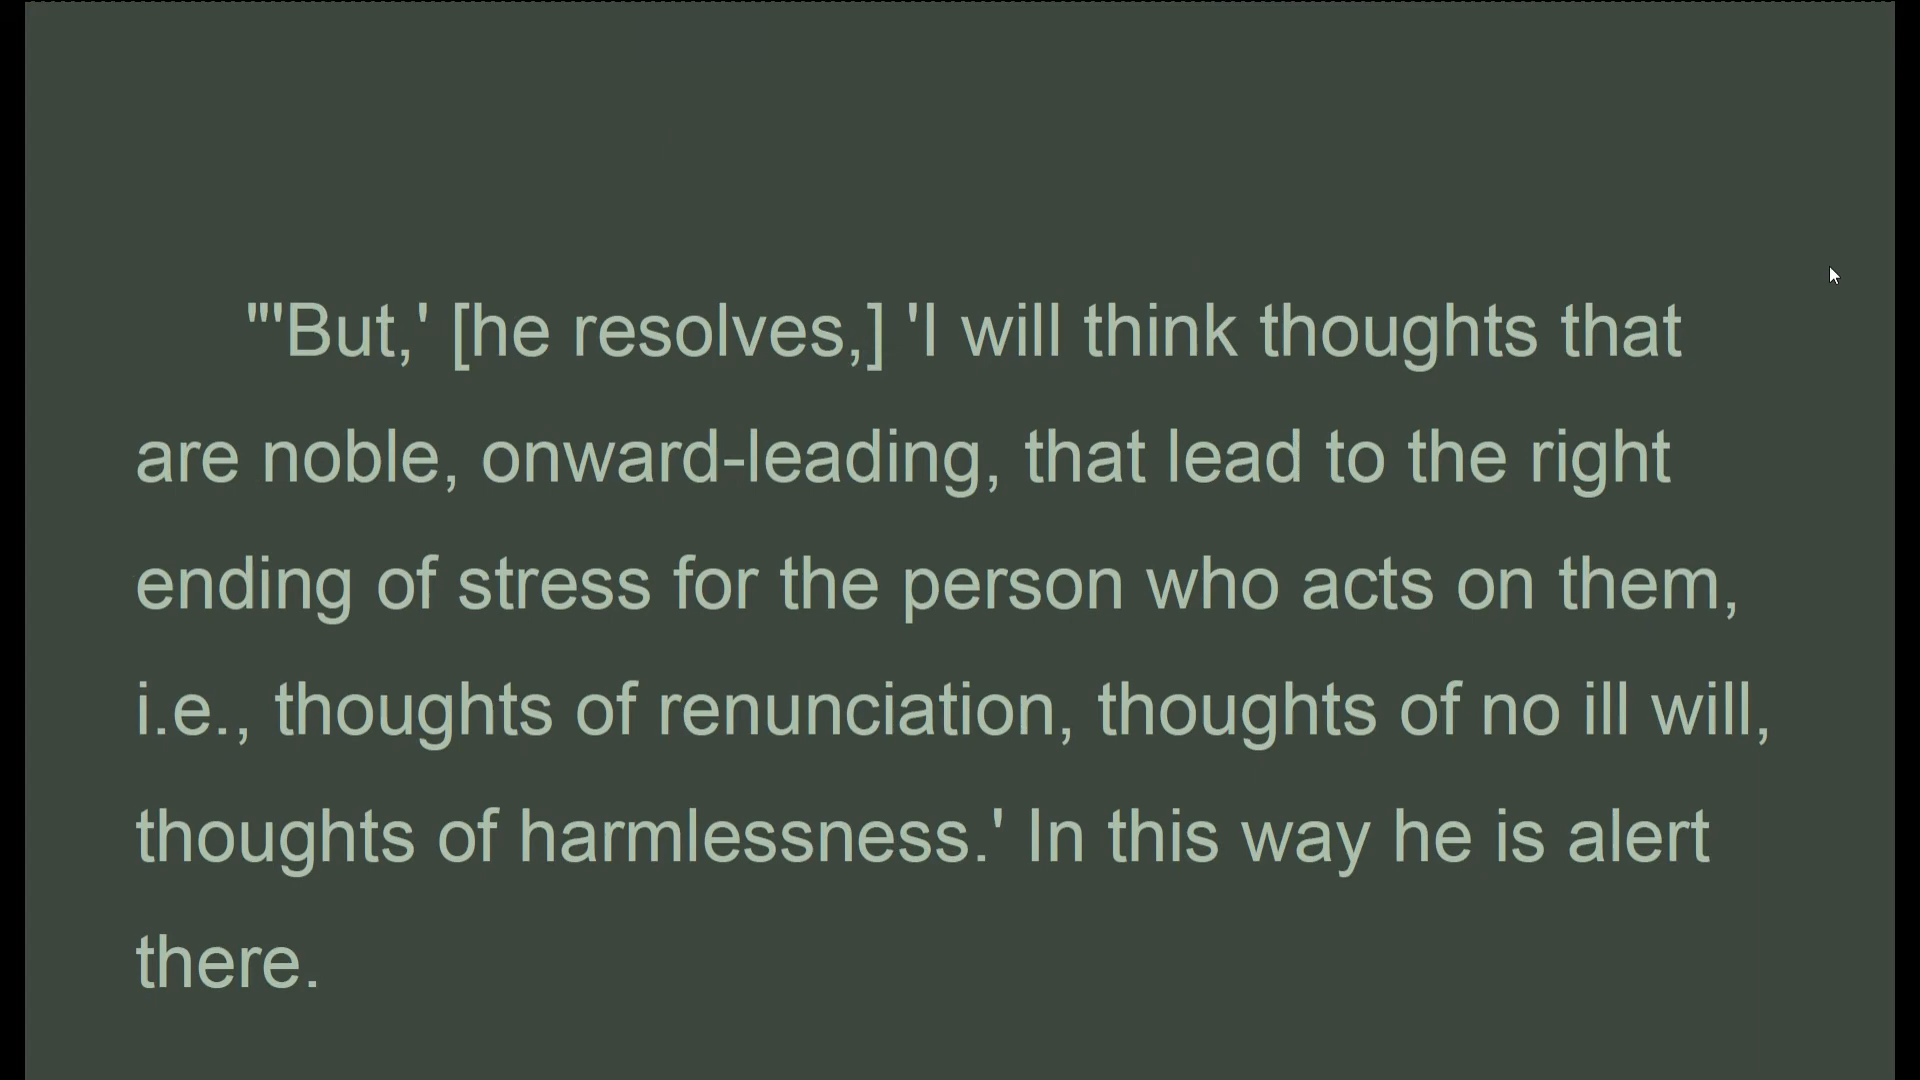 "'But,' [he resolves,] 'I will think thoughts that
are noble, onward-leading, that lead to the right
ending of stress for the person who acts on them,
i.e., thoughts of renunciation, thoughts of no ill will,
thoughts of harmlessness.' In this way he is alert
there.